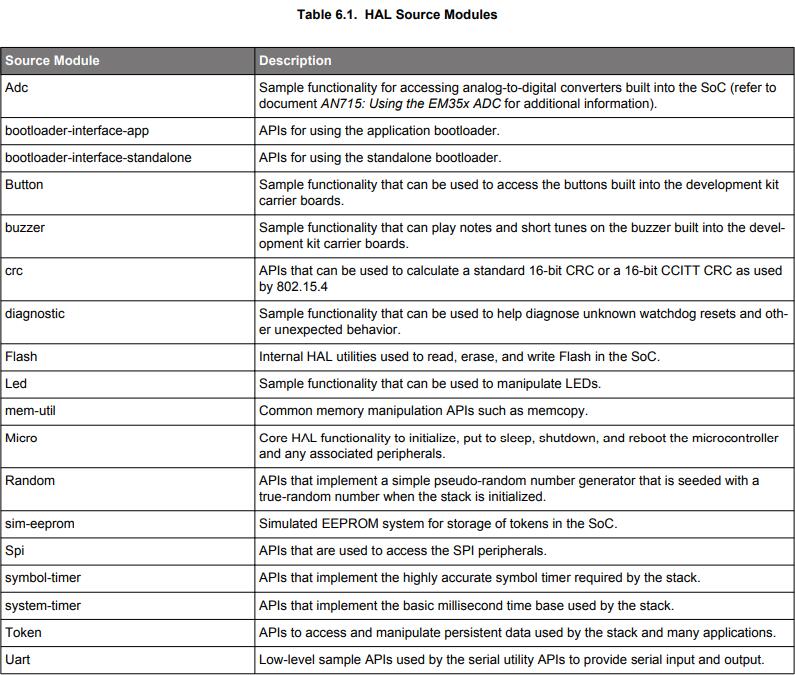 Table 6.1. HAL Source Modules
Source Module Description
Adc Sample functionality for accessing analog-to-digital converters built into the SoC (refer to
document AN715: Using the EM35x ADC for additional information).
bootloader-interface-app APIs for using the application bootloader.
bootloader-interface-standalone APIs for using the standalone bootloader.
Button Sample functionality that can be used to access the buttons built into the development kit
carrier boards.
buzzer Sample functionality that can play notes and short tunes on the buzzer built into the devel-
opment kit carrier boards.
crc APIs that can be used to calculate a standard 16-bit CRC or a 16-bit CCITT CRC as used
by 802.15.4
diagnostic Sample functionality that can be used to help diagnose unknown watchdog resets and oth-
er unexpected behavior.
Flash Internal HAL utilities used to read, erase, and write Flash in the SoC.
Led Sample functionality that can be used to manipulate LEDs.
mem-util Common memory manipulation APIs such as memcopy.
Micro Core HAL functionality to initialize, put to sleep, shutdown, and reboot the microcontroller
and any associated peripherals.
Random APIs that implement a simple pseudo-random number generator that is seeded with a
true-random number when the stack is initialized.
sim-eeprom Simulated EEPROM system for storage of tokens in the SoC.
Spi APIs that are used to access the SPI peripherals.
symbol-timer APIs that implement the highly accurate symbol timer required by the stack.
system-timer APIs that implement the basic millisecond time base used by the stack.
Token APIs to access and manipulate persistent data used by the stack and many applications.
Uart Low-level sample APIs used by the serial utility APIs to provide serial input and output.